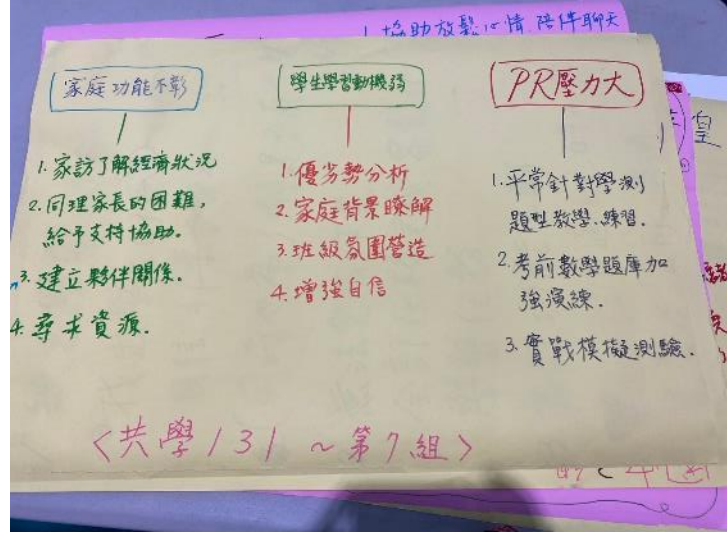 1. 協助放鬆心情、陪伴聊天
家庭功能不彰
1. 家訪了解經濟狀況
2. 同理家長的困難,
給予支持協助.
3. 建立夥伴關係.
4. 尋求資源.
學生學習動機弱
1. 優劣勢分析
2. 家庭背景瞭解
3. 班級氛圍營造
4. 增強自信
PR壓力大
1. 平常針對學測
題型教學、練習.
2. 考前數學題庫加
強演練.
3. 實戰模擬測驗.
<共學131~第7組>